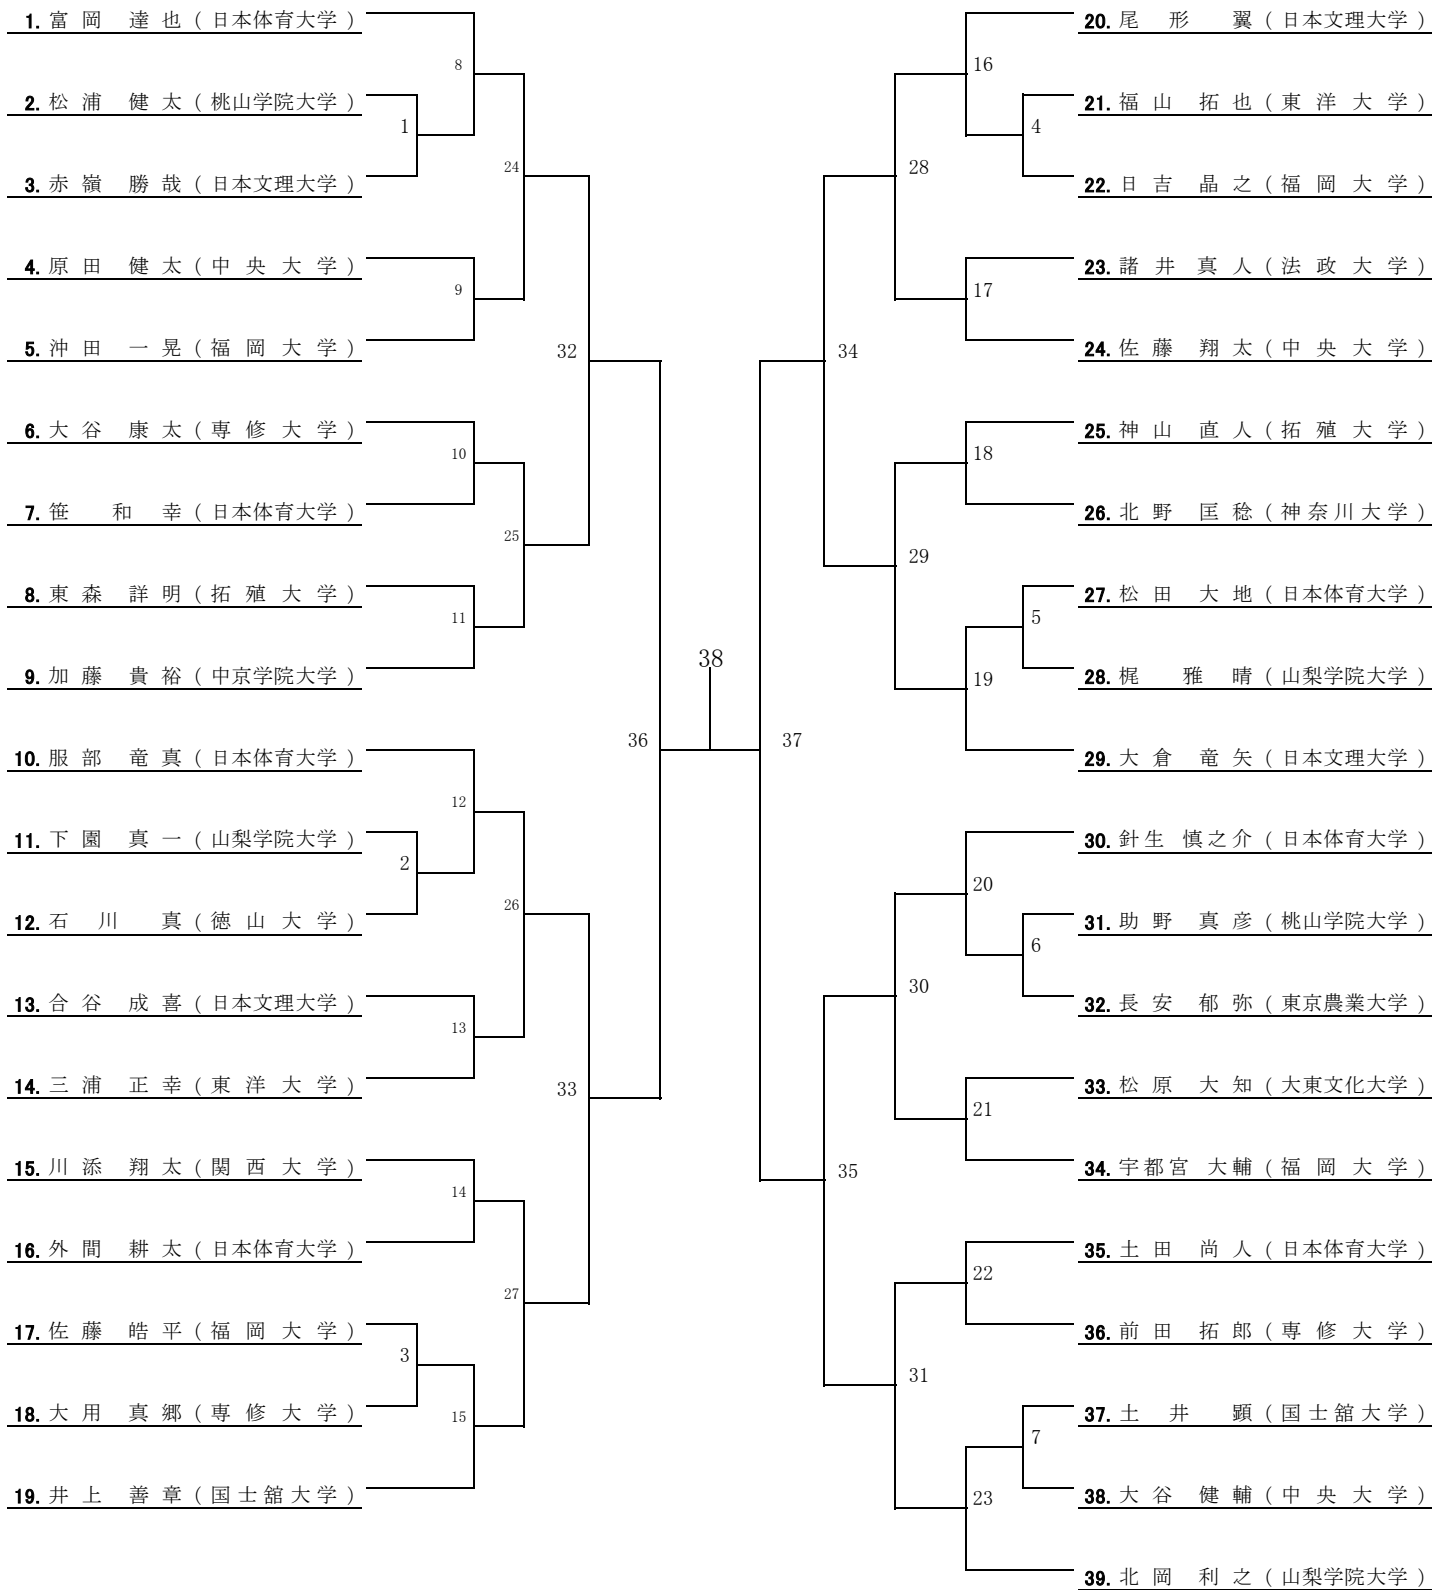 1. 富岡 達也 ( 日本体育大学 )
8
2. 松浦 健太 ( 桃山学院大学 )
1
24
3. 赤嶺 勝哉 ( 日本文理大学 )
4. 原田 健太 ( 中央大学 )
9
5. 沖田 一晃 ( 福岡大学 )
32
6. 大谷 康太 ( 専修大学 )
10
7. 笹 和幸 ( 日本体育大学 )
25
8. 東森 詳明 ( 拓殖大学 )
11
9. 加藤 貴裕 ( 中京学院大学 )
36
10. 服部 竜真 ( 日本体育大学 )
12
11. 下園 真一 ( 山梨学院大学 )
2
26
12. 石川 真 ( 徳山大学 )
13. 合谷 成喜 ( 日本文理大学 )
13
14. 三浦 正幸 ( 東洋大学 )
33
15. 川添 翔太 ( 関西大学 )
14
16. 外間 耕太 ( 日本体育大学 )
27
17. 佐藤 皓平 ( 福岡大学 )
3
18. 大用 真郷 ( 専修大学 )
15
19. 井上 善章 ( 国士舘大学 )
38
20. 尾形 翼 ( 日本文理大学 )
16
21. 福山 拓也 ( 東洋大学 )
4
28
22. 日吉 晶之 ( 福岡大学 )
23. 諸井 真人 ( 法政大学 )
17
24. 佐藤 翔太 ( 中央大学 )
34
25. 神山 直人 ( 拓殖大学 )
18
26. 北野 匡稔 ( 神奈川大学 )
29
27. 松田 大地 ( 日本体育大学 )
5
28. 梶 雅晴 ( 山梨学院大学 )
19
37
29. 大倉 竜矢 ( 日本文理大学 )
30. 針生 慎之介 ( 日本体育大学 )
20
31. 助野 真彦 ( 桃山学院大学 )
6
30
32. 長安 郁弥 ( 東京農業大学 )
33. 松原 大知 ( 大東文化大学 )
21
34. 宇都宮 大輔 ( 福岡大学 )
35
35. 土田 尚人 ( 日本体育大学 )
22
36. 前田 拓郎 ( 専修大学 )
31
37. 土井 顕 ( 国士舘大学 )
7
38. 大谷 健輔 ( 中央大学 )
23
39. 北岡 利之 ( 山梨学院大学 )